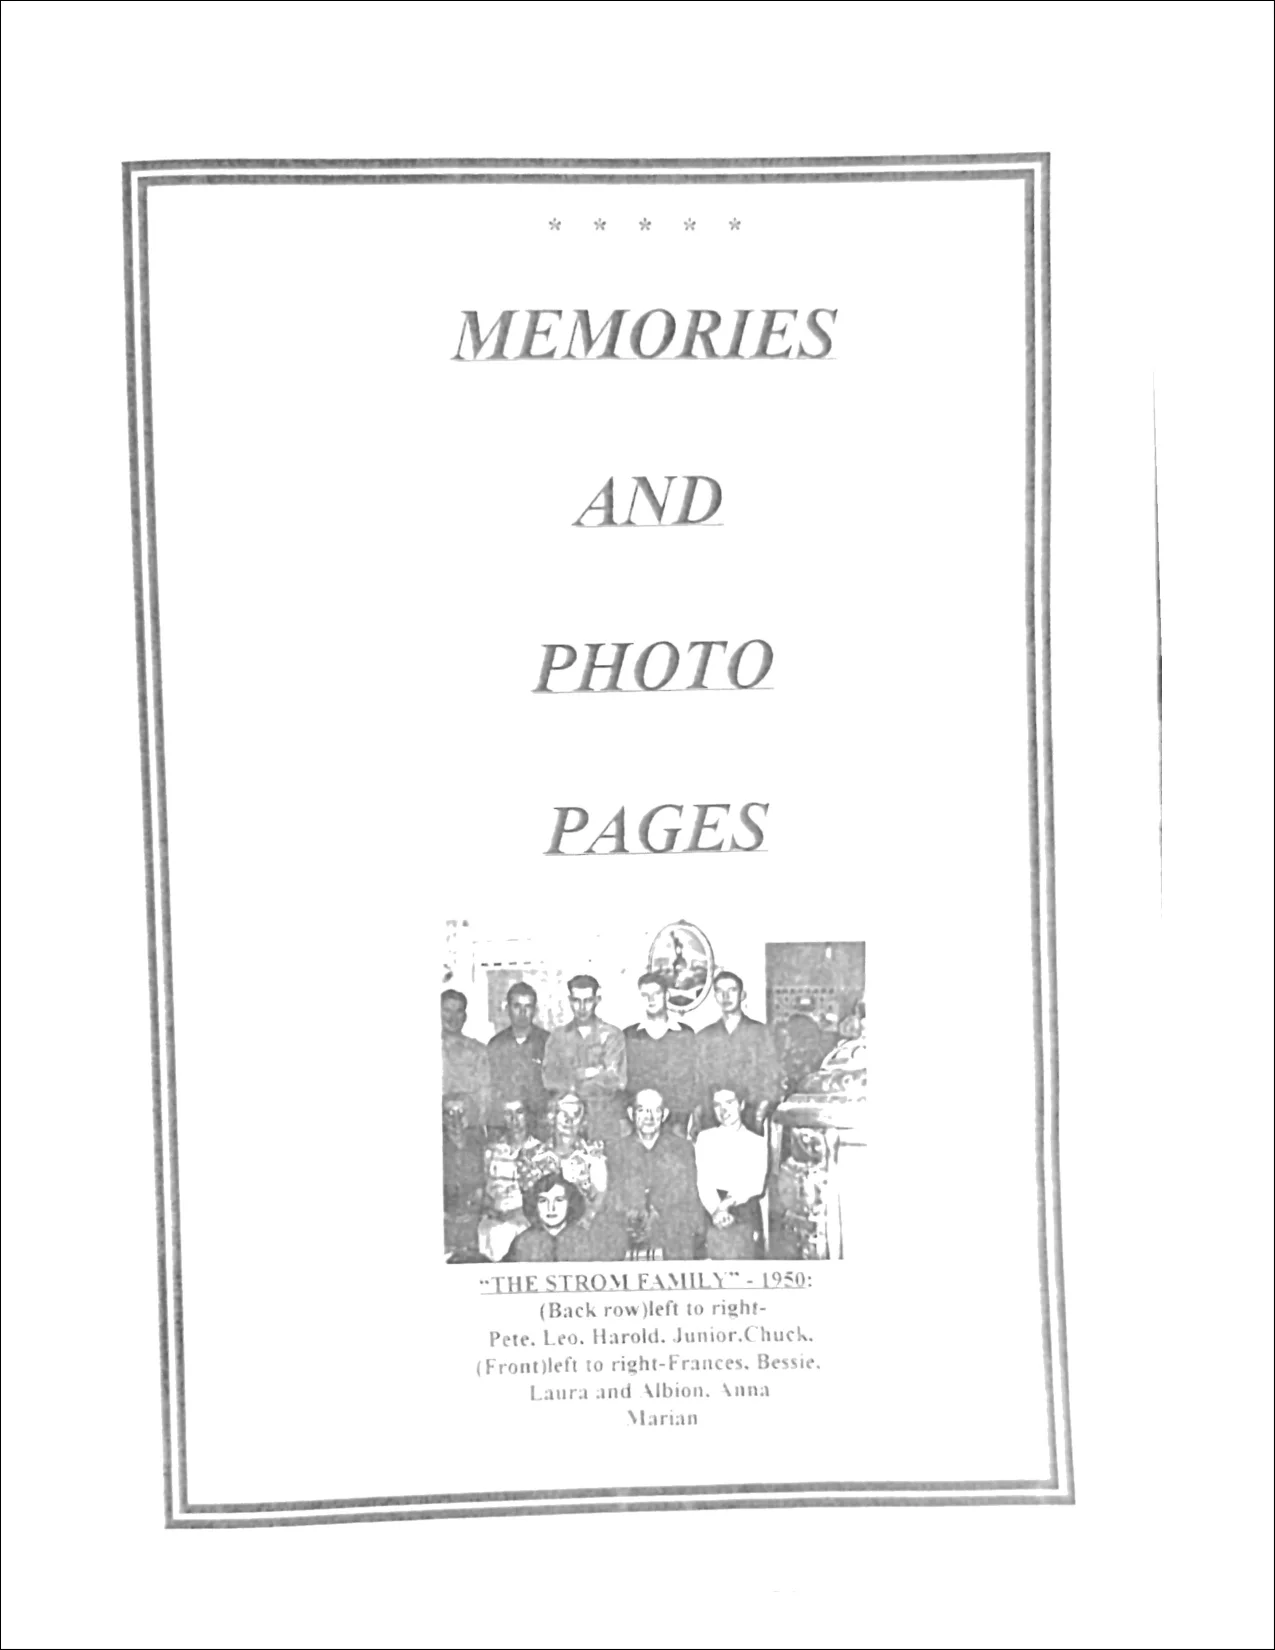 * * * * *
MEMORIES
AND
PHOTO
PAGES
"THE STROM FAMILY" - 1950:
(Back row)left to right-
Pete, Leo, Harold, Junior,Chuck,
(Front)left to right-Frances, Bessie,
Laura and Albion, Anna
Marian